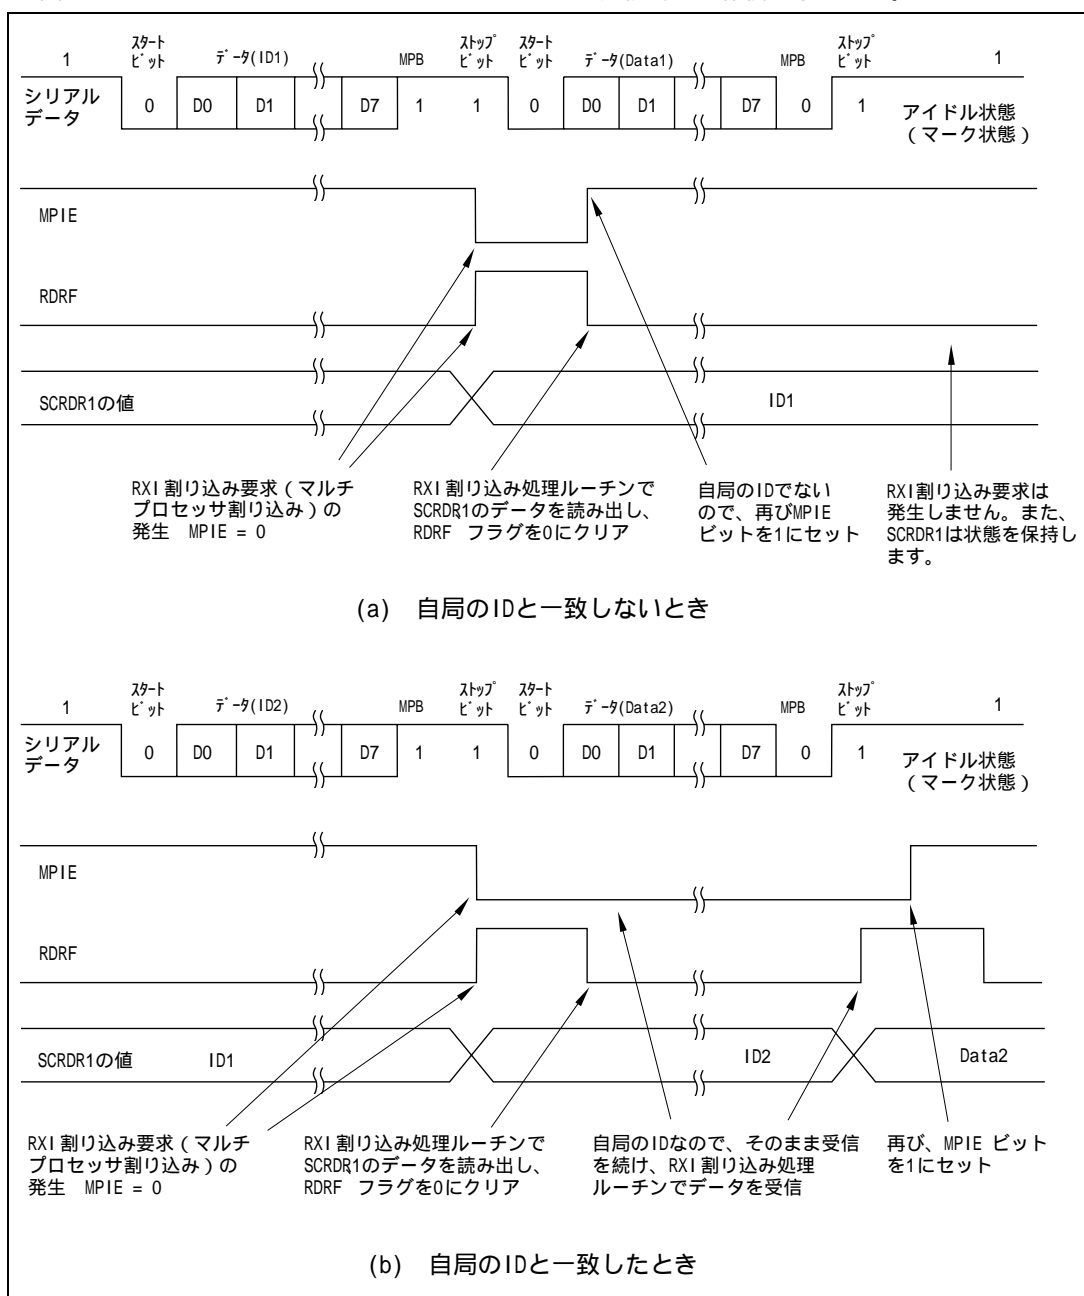 1 スタート ビット データ(ID1) MPB ストップ ビット スタート ビット データ(Data1) MPB ストップ ビット 1
シリアル
データ
0 D0 D1 D7 1 1 0 D0 D1 D7 0 1
アイドル状態
(マーク状態)
MPIE
RDRF
SCRDR1の値
ID1
RXI 割り込み要求(マルチ
プロセッサ割り込み)の
発生 MPIE = 0
RXI 割り込み処理ルーチンで
SCRDR1のデータを読み出し、
RDRF フラグを0にクリア
自局のIDでない
ので、再びMPIE
ビットを1にセット
RXI割り込み要求は
発生しません。また、
SCRDR1は状態を保持し
ます。
(a) 自局のIDと一致しないとき
1 スタート ビット データ(ID2) MPB ストップ ビット スタート ビット データ(Data2) MPB ストップ ビット 1
シリアル
データ
0 D0 D1 D7 1 1 0 D0 D1 D7 0 1
アイドル状態
(マーク状態)
MPIE
RDRF
SCRDR1の値 ID1 ID2 Data2
RXI 割り込み要求(マルチ
プロセッサ割り込み)の
発生 MPIE = 0
RXI 割り込み処理ルーチンで
SCRDR1のデータを読み出し、
RDRF フラグを0にクリア
自局のIDなので、そのまま受信
を続け、RXI 割り込み処理
ルーチンでデータを受信
再び、MPIE ビット
を1にセット
(b) 自局のIDと一致したとき